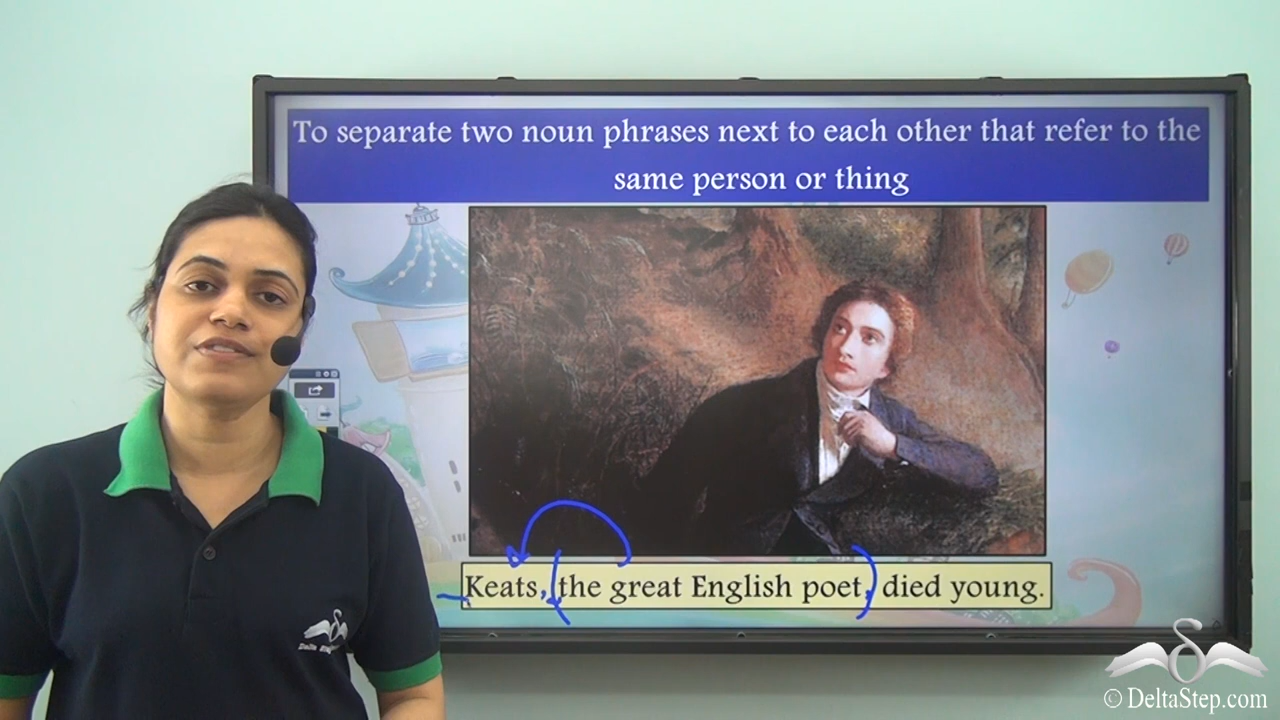 To separate two noun phrases next to each other that refer to the
same person or thing
Keats, the great English poet, died young.
© DeltaStep.com